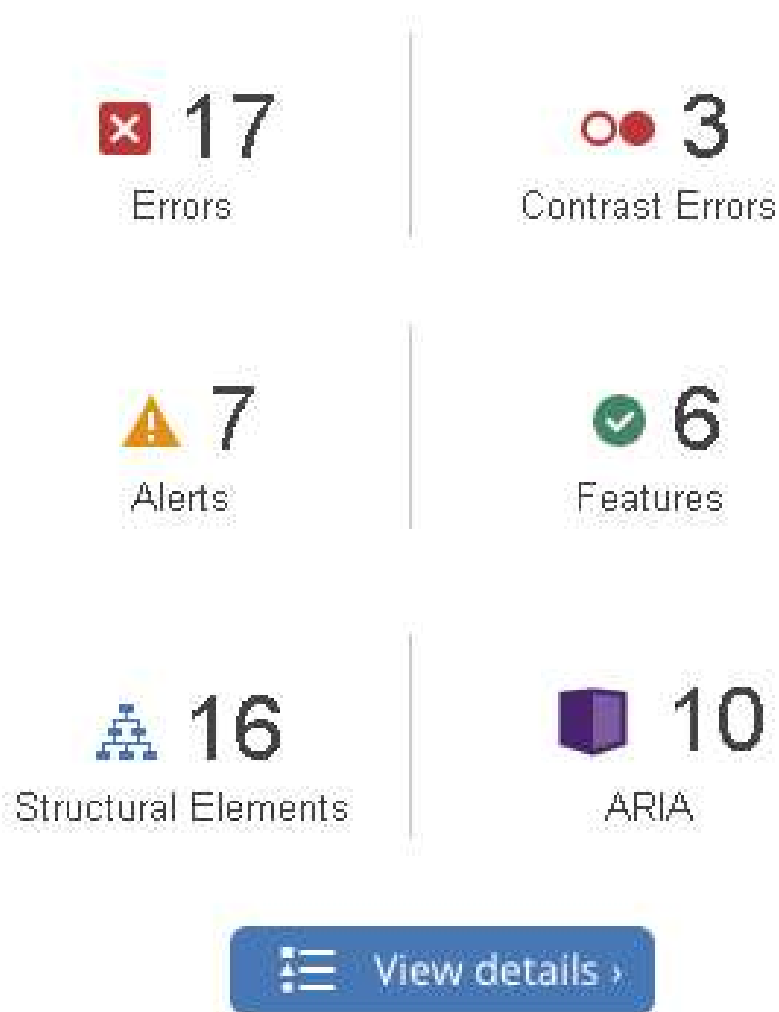 17 3
Errors Contrast Errors
7 6
Alerts Features
16 10
Structural Elements ARIA
View details ›